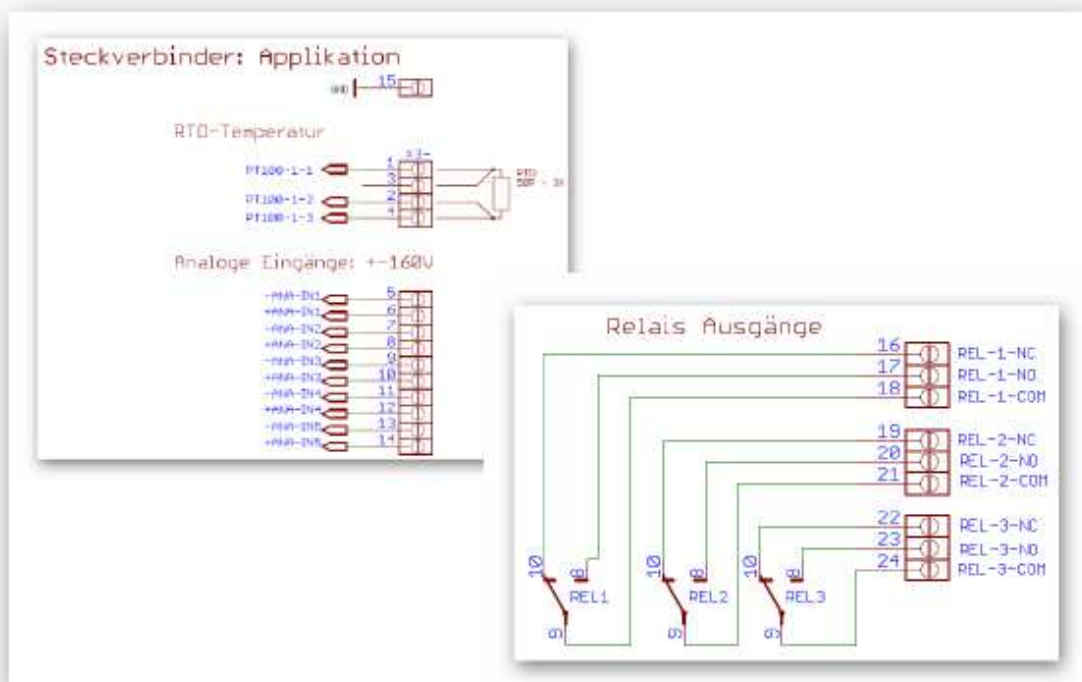 Steckverbinder: Applikation
GND 15
RTD-Temperatur
X3-
PT100-1-1 1
3
PT100-1-2 2
PT100-1-3 4
Analoge Eingänge: +-160V
-ANA-IN1 5
+ANA-IN1 6
-ANA-IN2 7
+ANA-IN2 8
-ANA-IN3 9
+ANA-IN3 10
-ANA-IN4 11
+ANA-IN4 12
-ANA-IN5 13
+ANA-IN5 14
Relais Ausgänge
16 REL-1-NC
17 REL-1-NO
18 REL-1-COM
19 REL-2-NC
20 REL-2-NO
21 REL-2-COM
22 REL-3-NC
23 REL-3-NO
24 REL-3-COM
10 8 10 8 10 8
REL1 REL2 REL3
9 9 9